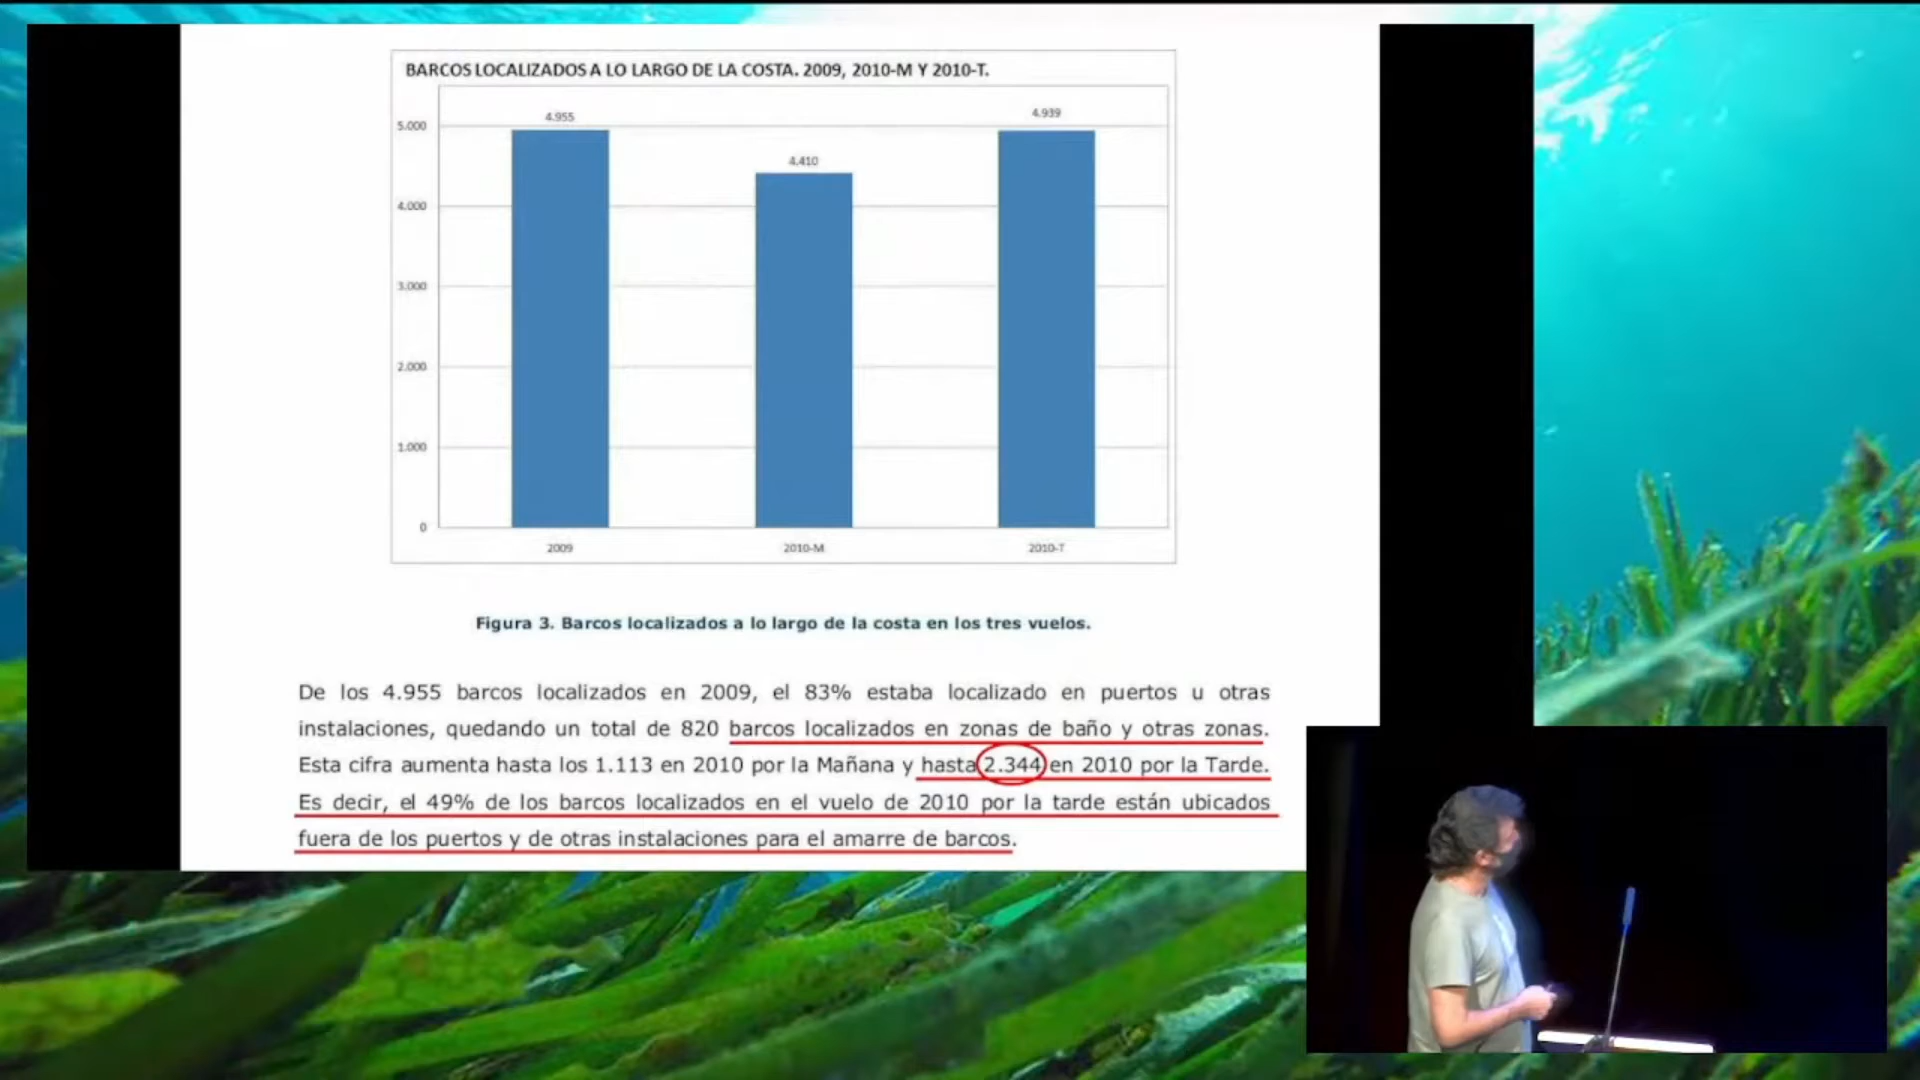 BARCOS LOCALIZADOS A LO LARGO DE LA COSTA. 2009, 2010-M Y 2010-T.
4.955
4.410
4.939
5.000
4.000
3.000
2.000
1.000
0
2009
2010-M
2010-T
Figura 3. Barcos localizados a lo largo de la costa en los tres vuelos.
De los 4.955 barcos localizados en 2009, el 83% estaba localizado en puertos u otras
instalaciones, quedando un total de 820 barcos localizados en zonas de baño y otras zonas.
Esta cifra aumenta hasta los 1.113 en 2010 por la Mañana y hasta 2.344 en 2010 por la Tarde.
Es decir, el 49% de los barcos localizados en el vuelo de 2010 por la tarde están ubicados
fuera de los puertos y de otras instalaciones para el amarre de barcos.